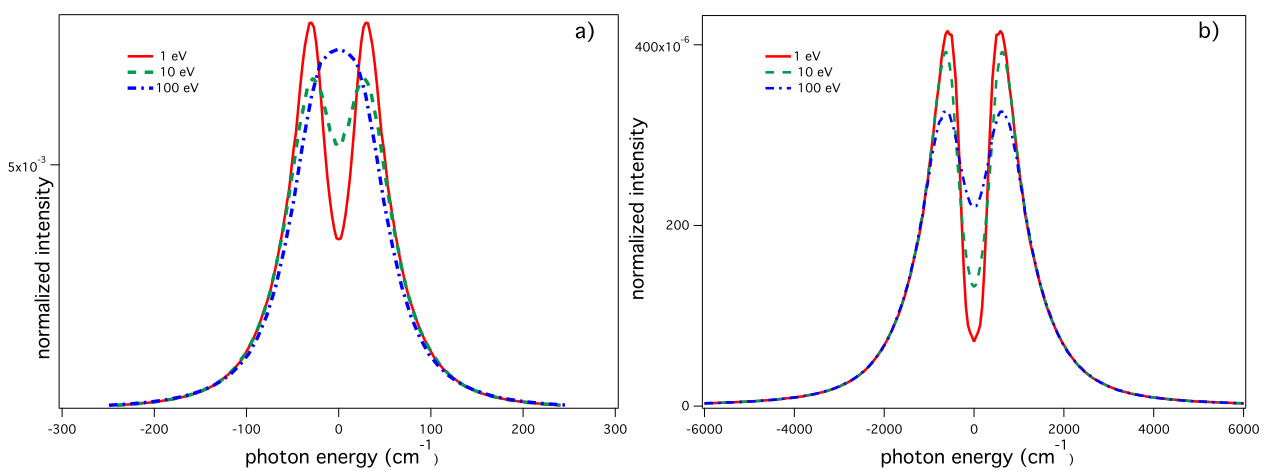 a)
1 eV
10 eV
100 eV
5x10-3
normalized intensity
-300 -200 -100 0 100 200 300
photon energy (cm-1)
b)
1 eV
10 eV
100 eV
400x10-6
200
0
normalized intensity
-6000 -4000 -2000 0 2000 4000 6000
photon energy (cm-1)